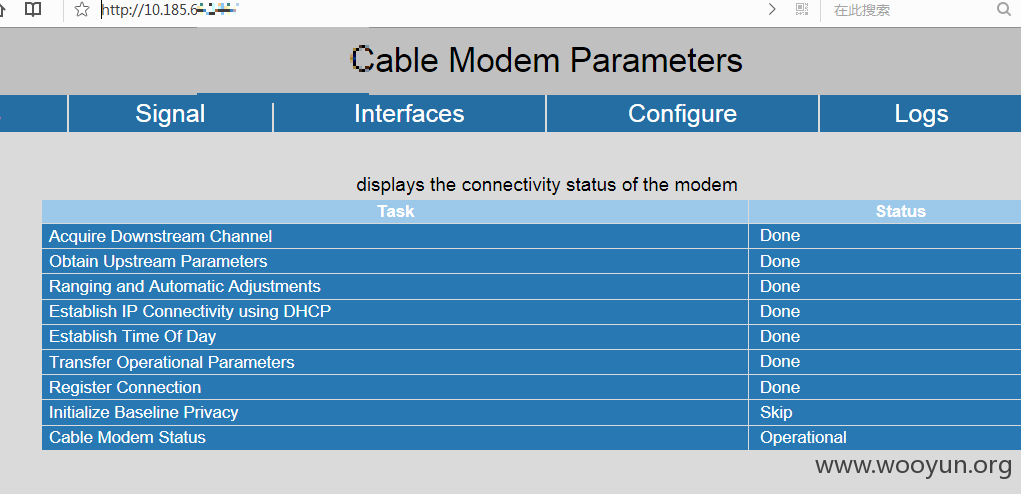 http://10.185.6
在此搜索
Cable Modem Parameters
Signal Interfaces Configure Logs
displays the connectivity status of the modem
Task Status
Acquire Downstream Channel Done
Obtain Upstream Parameters Done
Ranging and Automatic Adjustments Done
Establish IP Connectivity using DHCP Done
Establish Time Of Day Done
Transfer Operational Parameters Done
Register Connection Done
Initialize Baseline Privacy Skip
Cable Modem Status Operational
www.wooyun.org